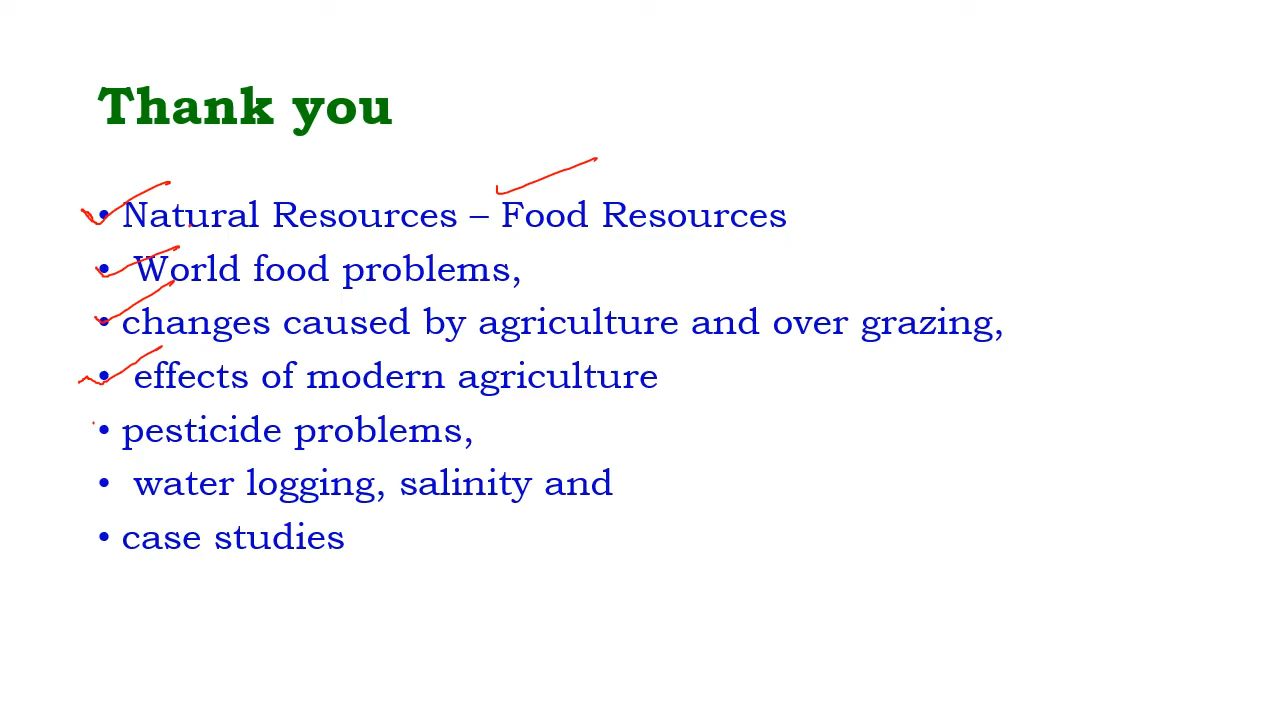 Thank you
• Natural Resources – Food Resources
• World food problems,
• changes caused by agriculture and over grazing,
• effects of modern agriculture
• pesticide problems,
• water logging, salinity and
• case studies